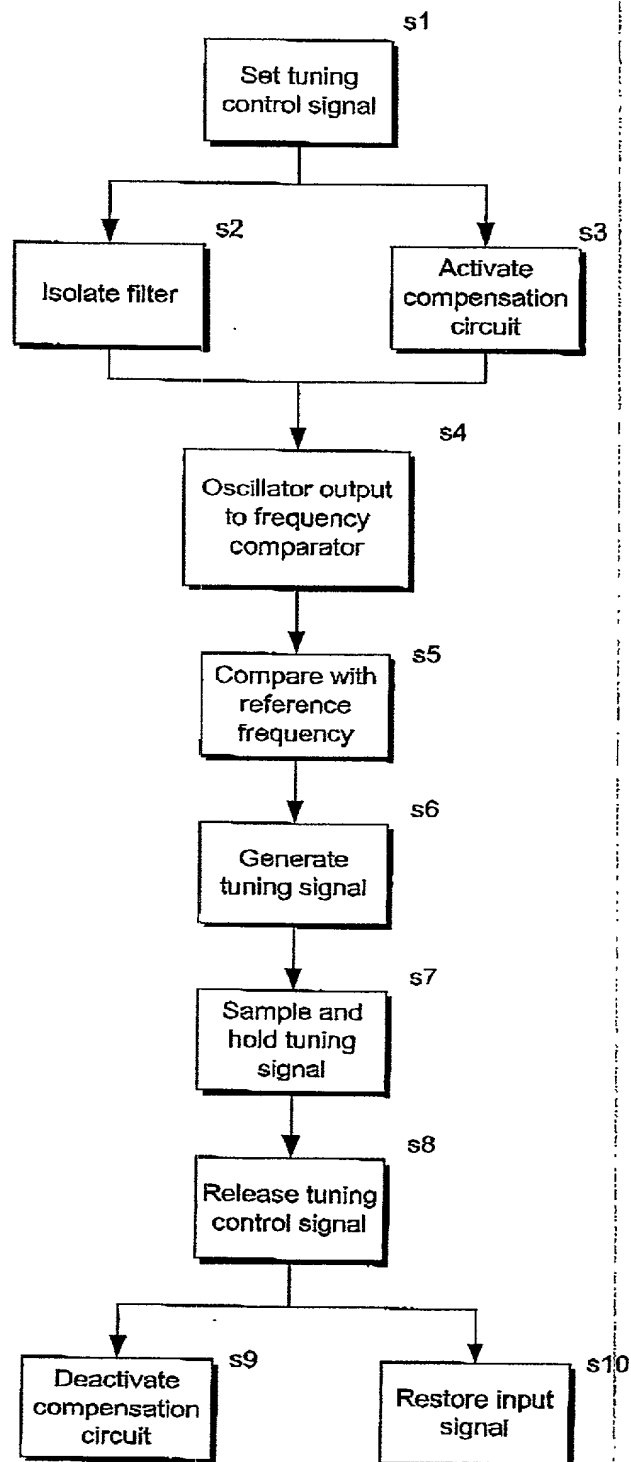 s1
Set tuning
control signal
s2
Isolate filter
s3
Activate
compensation
circuit
s4
Oscillator output
to frequency
comparator
s5
Compare with
reference
frequency
s6
Generate
tuning signal
s7
Sample and
hold tuning
signal
s8
Release tuning
control signal
s9
Deactivate
compensation
circuit
s10
Restore input
signal